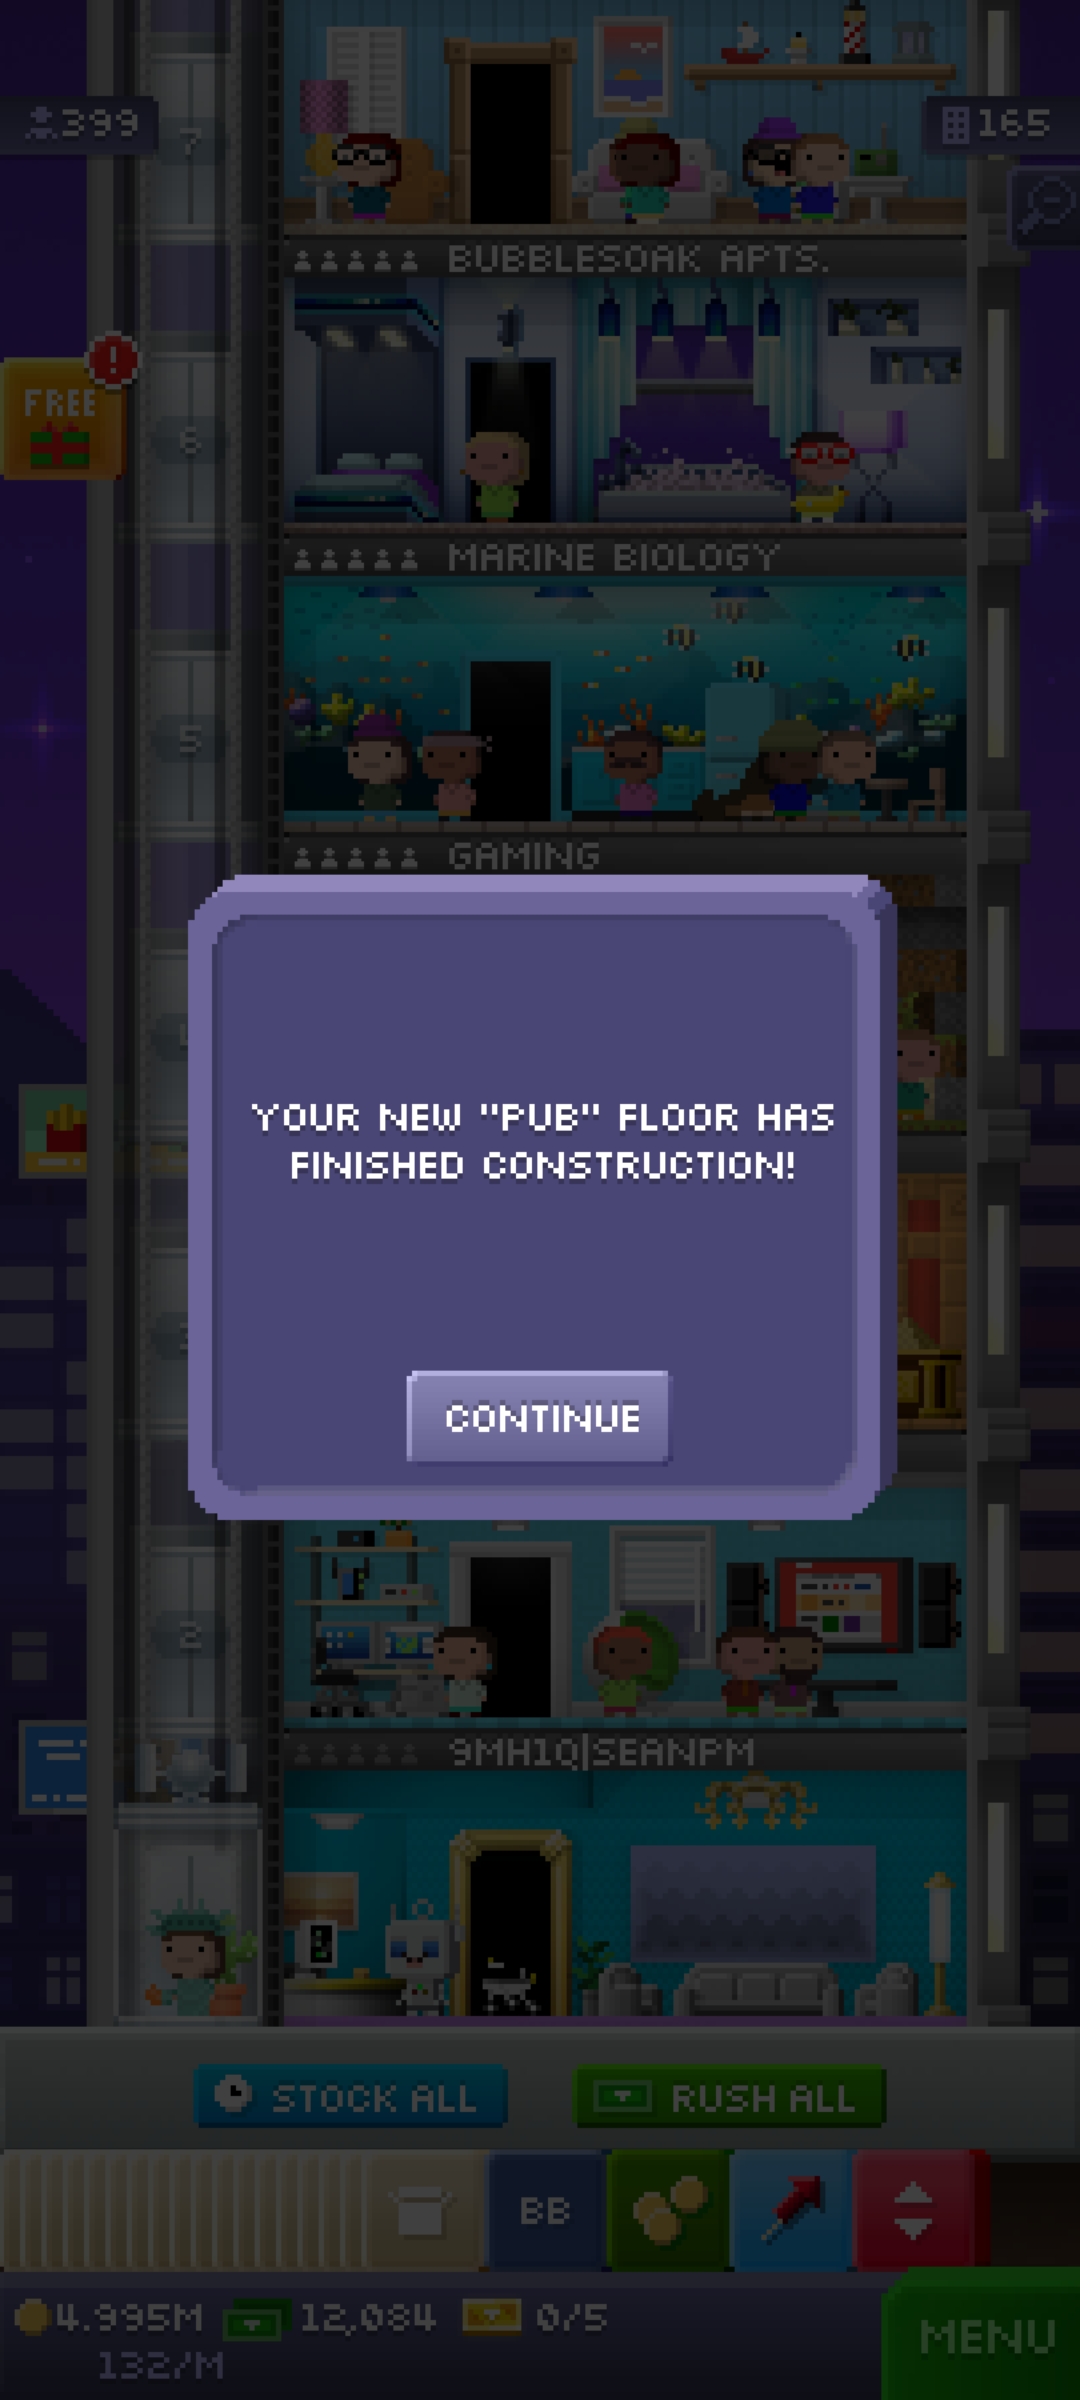 7
399
165
BUBBLESOAK APTS.
FREE
!
6
MARINE BIOLOGY
5
GAMING
YOUR NEW "PUB" FLOOR HAS
FINISHED CONSTRUCTION!
CONTINUE
2
9MH1Q|SEANPM
STOCK ALL
RUSH ALL
BB
4.995M
12,084
0/5
132/M
MENU